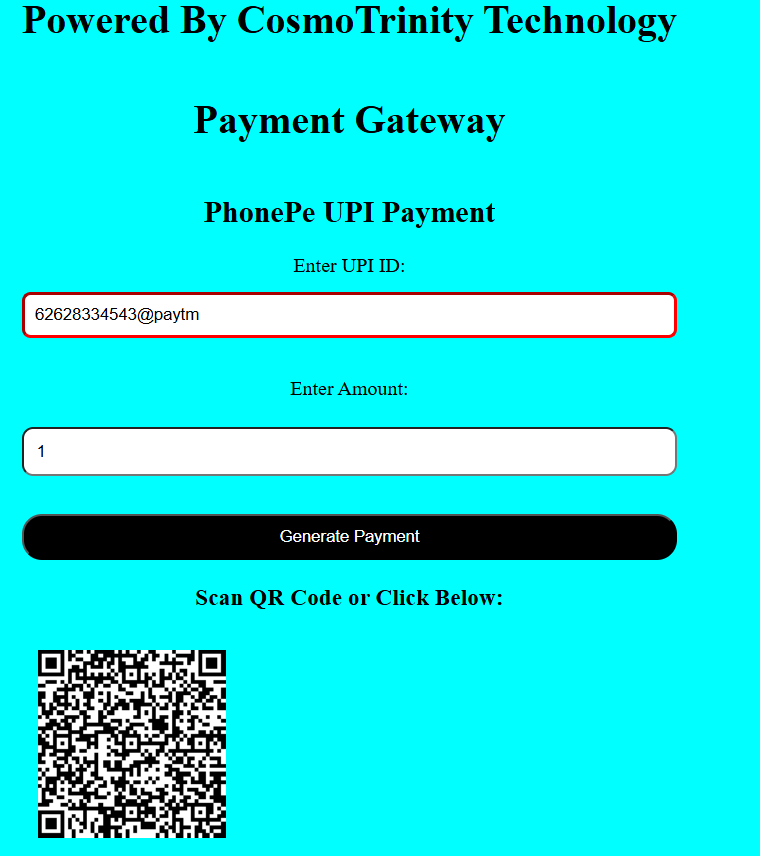 Powered By CosmoTrinity Technology
Payment Gateway
PhonePe UPI Payment
Enter UPI ID:
62628334543@paytm
Enter Amount:
1
Generate Payment
Scan QR Code or Click Below: